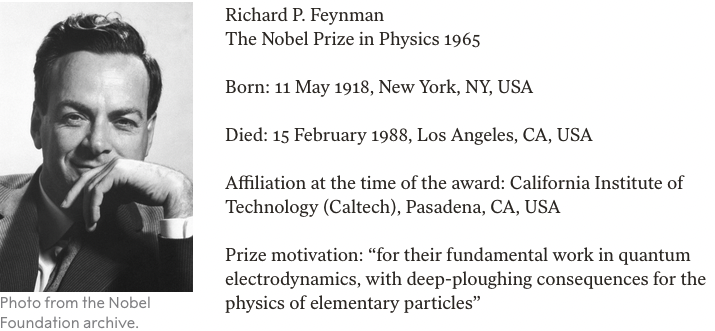 Richard P. Feynman
The Nobel Prize in Physics 1965
Born: 11 May 1918, New York, NY, USA
Died: 15 February 1988, Los Angeles, CA, USA
Affiliation at the time of the award: California Institute of
Technology (Caltech), Pasadena, CA, USA
Prize motivation: “for their fundamental work in quantum
electrodynamics, with deep-ploughing consequences for the
physics of elementary particles”
Photo from the Nobel
Foundation archive.